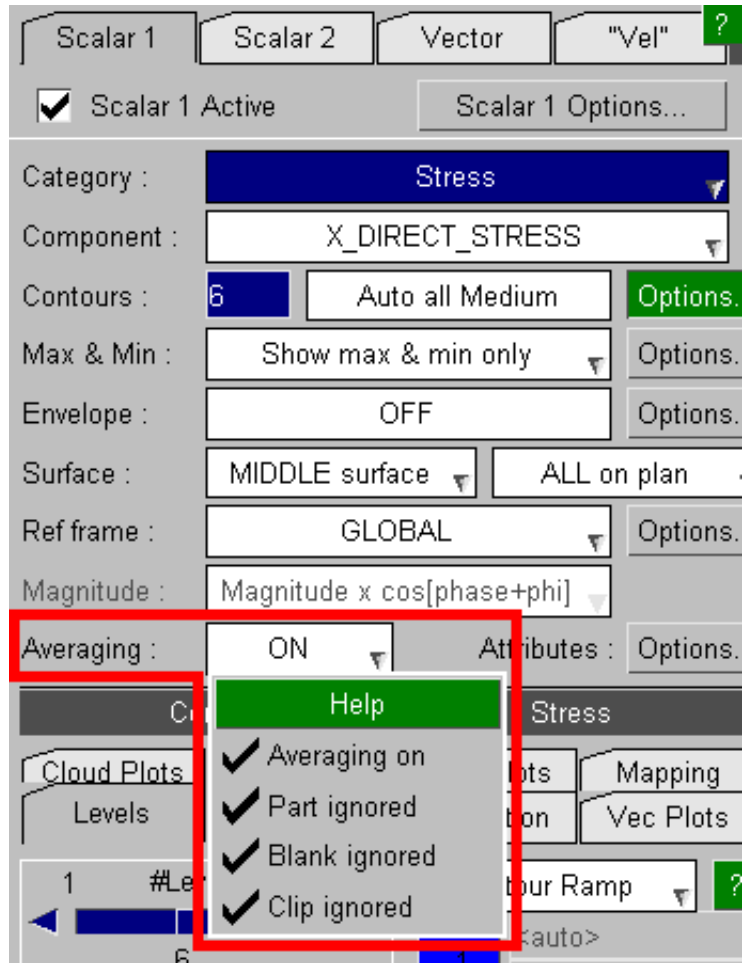 Scalar 1 Scalar 2 Vector "Vel" ?
Scalar 1 Active Scalar 1 Options...
Category : Stress
Component : X_DIRECT_STRESS
Contours : 6 Auto all Medium Options.
Max & Min : Show max & min only Options.
Envelope : OFF Options.
Surface : MIDDLE surface ALL on plan
Ref frame : GLOBAL Options.
Magnitude : Magnitude x cos[phase+phi]
Averaging : ON Attributes : Options.
Help
Stress
Averaging on
Cloud Plots Mapping
Part ignored
Levels Vec Plots
Blank ignored
1 Ramp ?
Clip ignored
<auto>
6 1